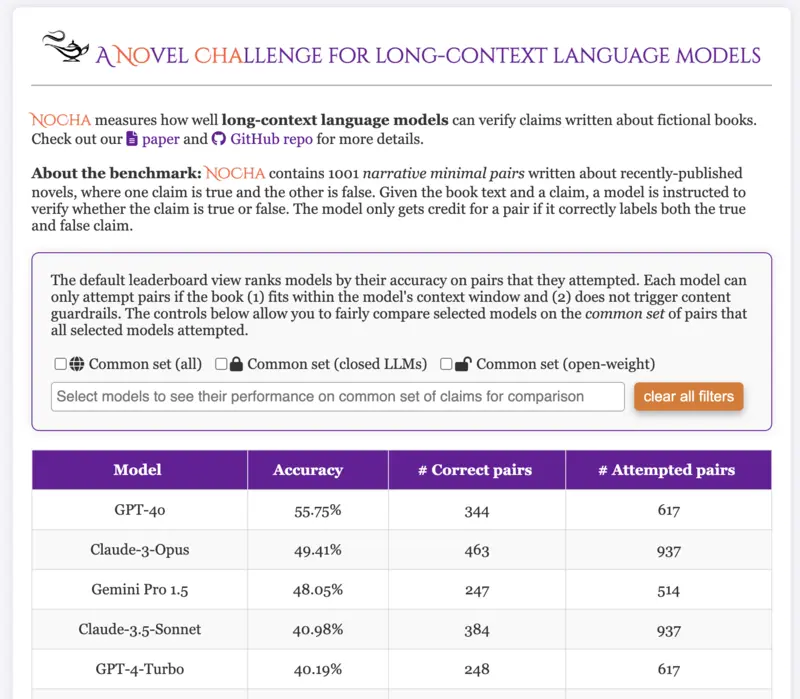 A NOVEL CHALLENGE FOR LONG-CONTEXT LANGUAGE MODELS
NOCHA measures how well long-context language models can verify claims written about fictional books.
Check out our paper and GitHub repo for more details.
About the benchmark: NOCHA contains 1001 narrative minimal pairs written about recently-published
novels, where one claim is true and the other is false. Given the book text and a claim, a model is instructed to
verify whether the claim is true or false. The model only gets credit for a pair if it correctly labels both the true
and false claim.
The default leaderboard view ranks models by their accuracy on pairs that they attempted. Each model can
only attempt pairs if the book (1) fits within the model's context window and (2) does not trigger content
guardrails. The controls below allow you to fairly compare selected models on the common set of pairs that
all selected models attempted.
Common set (all) Common set (closed LLMs) Common set (open-weight)
Select models to see their performance on common set of claims for comparison clear all filters
Model Accuracy # Correct pairs # Attempted pairs
GPT-4o 55.75% 344 617
Claude-3-Opus 49.41% 463 937
Gemini Pro 1.5 48.05% 247 514
Claude-3.5-Sonnet 40.98% 384 937
GPT-4-Turbo 40.19% 248 617